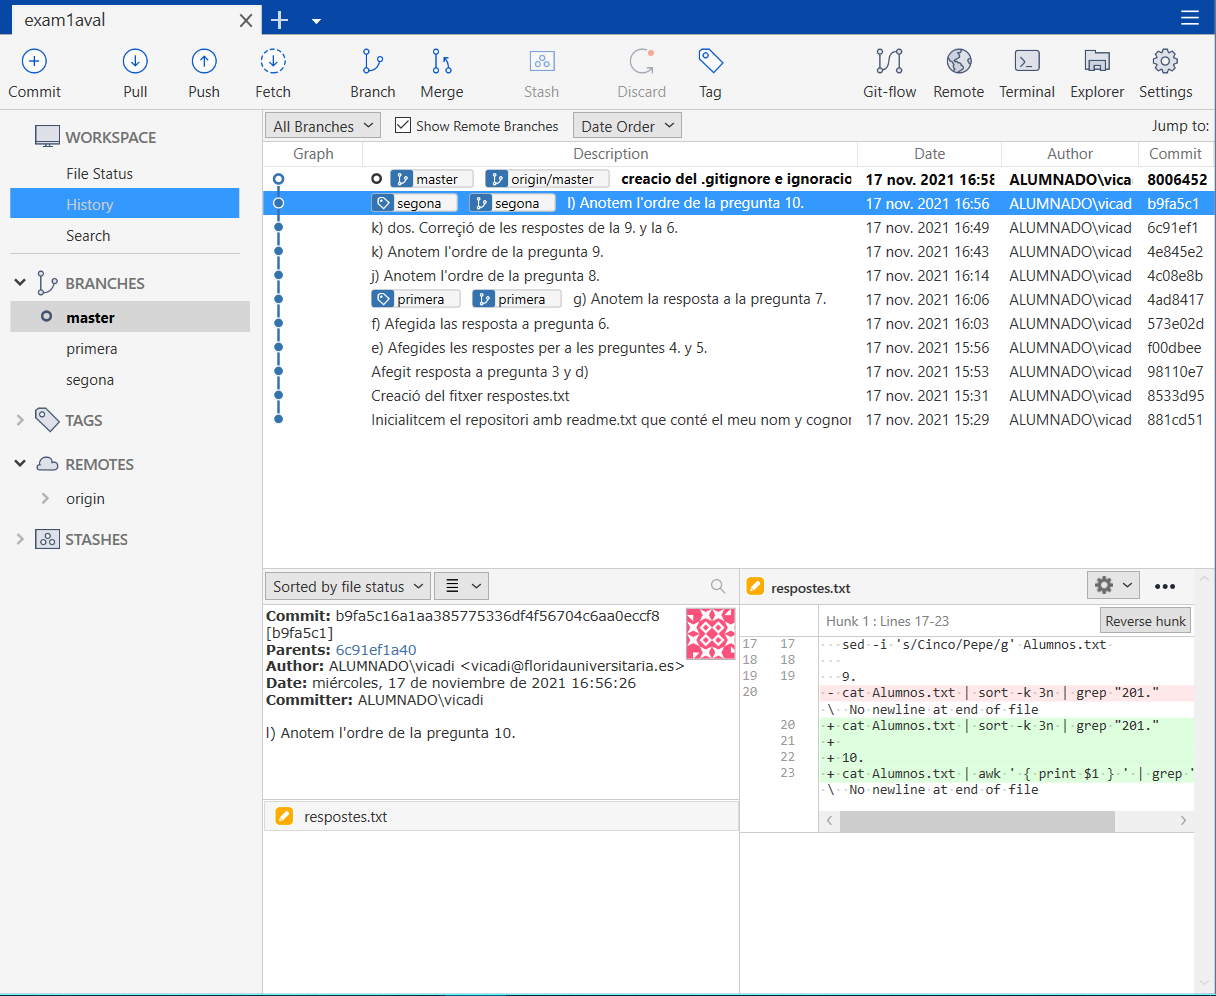 exam1aval
Commit
Pull
Push
Fetch
Branch
Merge
Stash
Discard
Tag
Git-flow
Remote
Terminal
Explorer
Settings
WORKSPACE
File Status
History
Search
BRANCHES
master
primera
segona
TAGS
REMOTES
origin
STASHES
All Branches
Show Remote Branches
Date Order
Jump to:
Graph Description Date Author Commit
master origin/master creacio del .gitignore e ignoracio 17 nov. 2021 16:58 ALUMNADO\vicad 8006452
segona segona l) Anotem l'ordre de la pregunta 10. 17 nov. 2021 16:56 ALUMNADO\vicad b9fa5c1
k) dos. Correçió de les respostes de la 9. y la 6. 17 nov. 2021 16:49 ALUMNADO\vicad 6c91ef1
k) Anotem l'ordre de la pregunta 9. 17 nov. 2021 16:43 ALUMNADO\vicad 4e845e2
j) Anotem l'ordre de la pregunta 8. 17 nov. 2021 16:14 ALUMNADO\vicad 4c08e8b
primera primera g) Anotem la resposta a la pregunta 7. 17 nov. 2021 16:06 ALUMNADO\vicad 4ad8417
f) Afegida las resposta a pregunta 6. 17 nov. 2021 16:03 ALUMNADO\vicad 573e02d
e) Afegides les respostes per a les preguntes 4. y 5. 17 nov. 2021 15:56 ALUMNADO\vicad f00dbee
Afegit resposta a pregunta 3 y d) 17 nov. 2021 15:53 ALUMNADO\vicad 98110e7
Creació del fitxer respostes.txt 17 nov. 2021 15:31 ALUMNADO\vicad 8533d95
Inicialitcem el repositori amb readme.txt que conté el meu nom y cognor 17 nov. 2021 15:29 ALUMNADO\vicad 881cd51
Sorted by file status
Commit: b9fa5c16a1aa385775336df4f56704c6aa0eccf8
[b9fa5c1]
Parents: 6c91ef1a40
Author: ALUMNADO\vicadi <vicadi@floridauniversitaria.es>
Date: miércoles, 17 de noviembre de 2021 16:56:26
Committer: ALUMNADO\vicadi
l) Anotem l'ordre de la pregunta 10.
respostes.txt
respostes.txt
Hunk 1 : Lines 17-23
Reverse hunk
17 17 sed -i 's/Cinco/Pepe/g' Alumnos.txt
18 18
19 19 9.
20 - cat Alumnos.txt | sort -k 3n | grep "201."
\ No newline at end of file
20 + cat Alumnos.txt | sort -k 3n | grep "201."
21 +
22 + 10.
23 + cat Alumnos.txt | awk ' { print $1 } ' | grep '
\ No newline at end of file